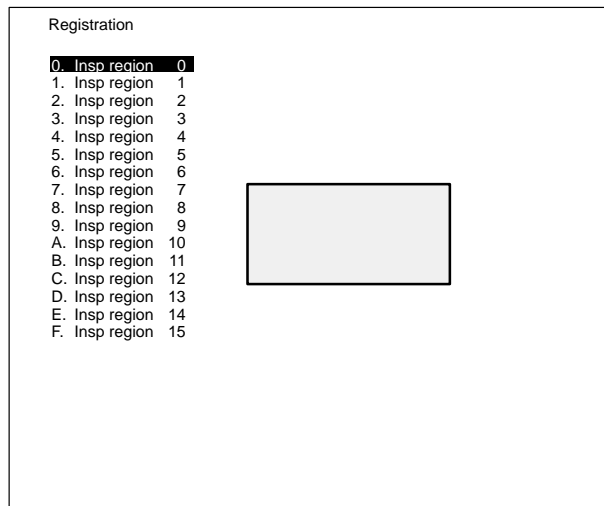 Registration
0. Insp region 0
1. Insp region 1
2. Insp region 2
3. Insp region 3
4. Insp region 4
5. Insp region 5
6. Insp region 6
7. Insp region 7
8. Insp region 8
9. Insp region 9
A. Insp region 10
B. Insp region 11
C. Insp region 12
D. Insp region 13
E. Insp region 14
F. Insp region 15